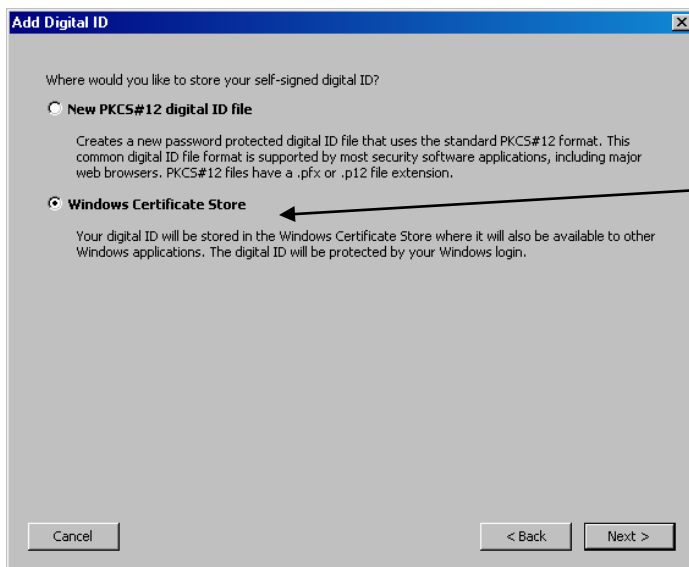 Add Digital ID
Where would you like to store your self-signed digital ID?
New PKCS#12 digital ID file
Creates a new password protected digital ID file that uses the standard PKCS#12 format. This
common digital ID file format is supported by most security software applications, including major
web browsers. PKCS#12 files have a .pfx or .p12 file extension.
Windows Certificate Store
Your digital ID will be stored in the Windows Certificate Store where it will also be available to other
Windows applications. The digital ID will be protected by your Windows login.
Cancel
< Back
Next >